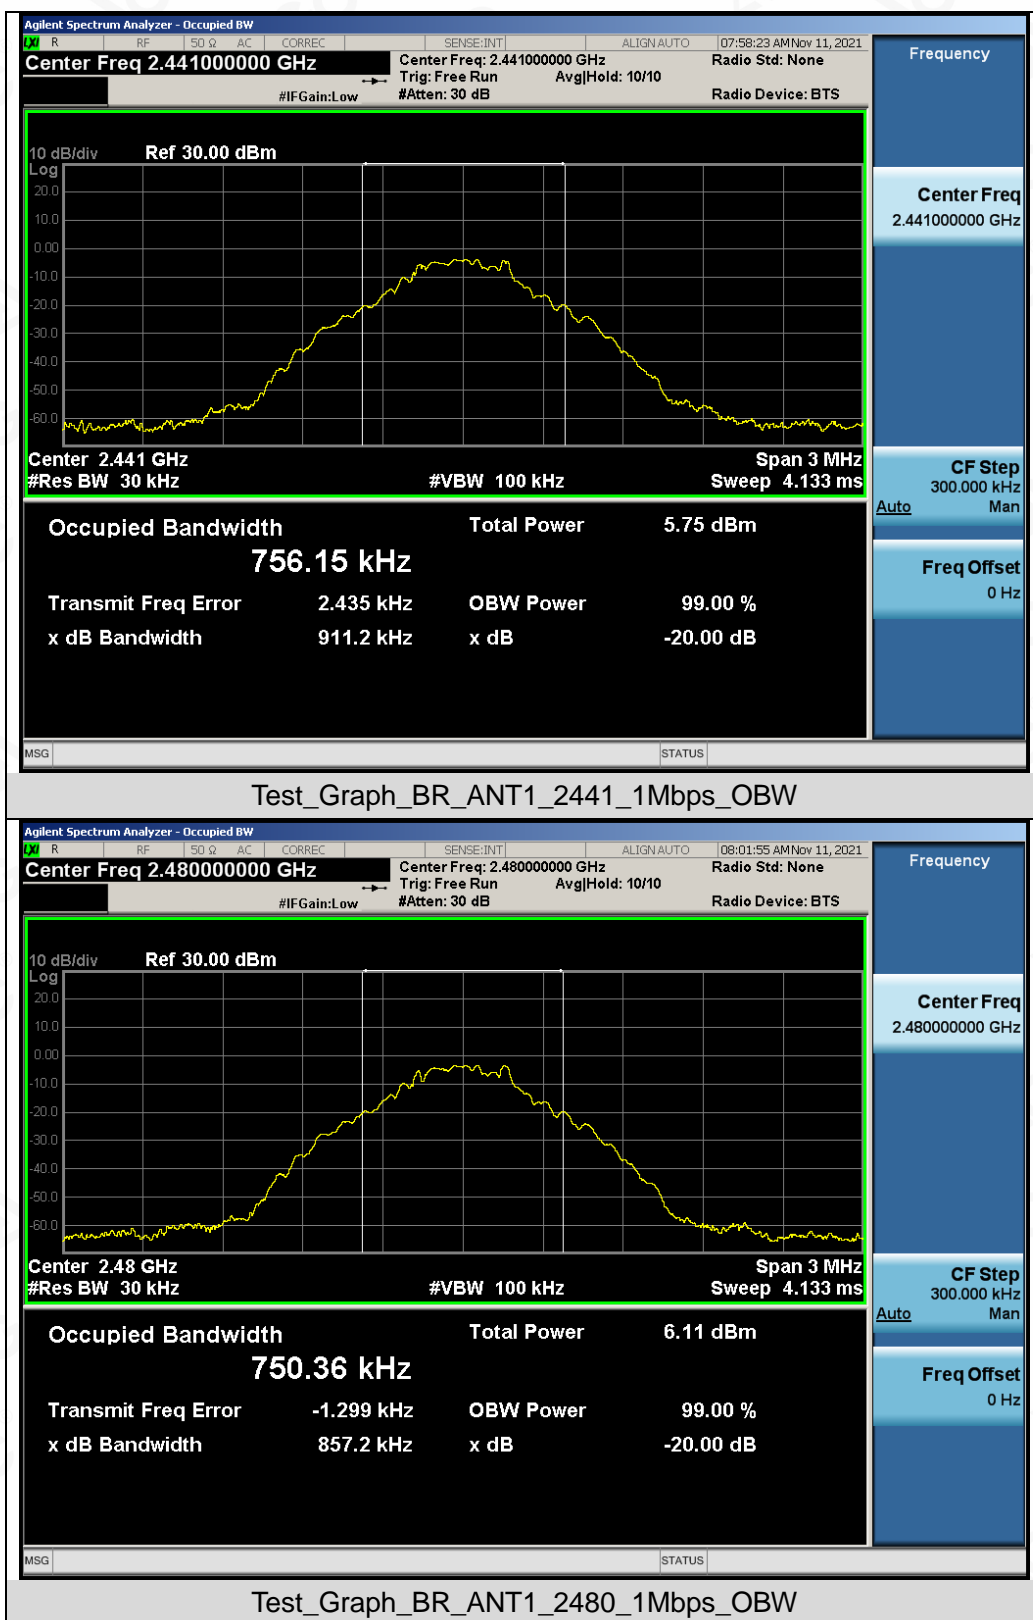 Agilent Spectrum Analyzer - Occupied BW
LXI R RF 50 Ω AC CORREC SENSE:INT ALIGN AUTO 07:58:23 AM Nov 11, 2021
Center Freq 2.441000000 GHz
Center Freq: 2.441000000 GHz
Radio Std: None
Trig: Free Run Avg|Hold: 10/10
#IFGain:Low
#Atten: 30 dB
Radio Device: BTS
Frequency
10 dB/div Ref 30.00 dBm
Log
20.0
10.0
0.00
-10.0
-20.0
-30.0
-40.0
-50.0
-60.0
Center Freq
2.441000000 GHz
Center 2.441 GHz Span 3 MHz
#Res BW 30 kHz #VBW 100 kHz Sweep 4.133 ms
CF Step
300.000 kHz
Auto Man
Occupied Bandwidth Total Power 5.75 dBm
756.15 kHz
Transmit Freq Error 2.435 kHz OBW Power 99.00 %
x dB Bandwidth 911.2 kHz x dB -20.00 dB
Freq Offset
0 Hz
MSG STATUS
Test_Graph_BR_ANT1_2441_1Mbps_OBW
Agilent Spectrum Analyzer - Occupied BW
LXI R RF 50 Ω AC CORREC SENSE:INT ALIGN AUTO 08:01:55 AM Nov 11, 2021
Center Freq 2.480000000 GHz
Center Freq: 2.480000000 GHz
Radio Std: None
Trig: Free Run Avg|Hold: 10/10
#IFGain:Low
#Atten: 30 dB
Radio Device: BTS
Frequency
10 dB/div Ref 30.00 dBm
Log
20.0
10.0
0.00
-10.0
-20.0
-30.0
-40.0
-50.0
-60.0
Center Freq
2.480000000 GHz
Center 2.48 GHz Span 3 MHz
#Res BW 30 kHz #VBW 100 kHz Sweep 4.133 ms
CF Step
300.000 kHz
Auto Man
Occupied Bandwidth Total Power 6.11 dBm
750.36 kHz
Transmit Freq Error -1.299 kHz OBW Power 99.00 %
x dB Bandwidth 857.2 kHz x dB -20.00 dB
Freq Offset
0 Hz
MSG STATUS
Test_Graph_BR_ANT1_2480_1Mbps_OBW